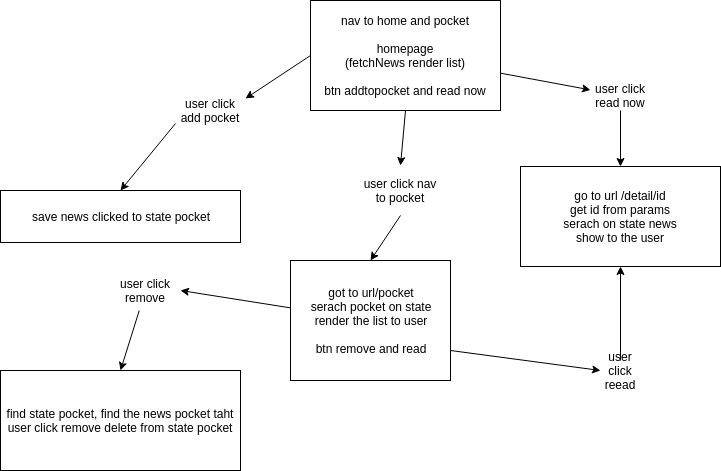 nav to home and pocket
homepage
(fetchNews render list)
btn addtopocket and read now
user click
add pocket
user click
read now
user click nav
to pocket
save news clicked to state pocket
go to url /detail/id
get id from params
serach on state news
show to the user
user click
remove
got to url/pocket
serach pocket on state
render the list to user
btn remove and read
user
click
reead
find state pocket, find the news pocket taht
user click remove delete from state pocket